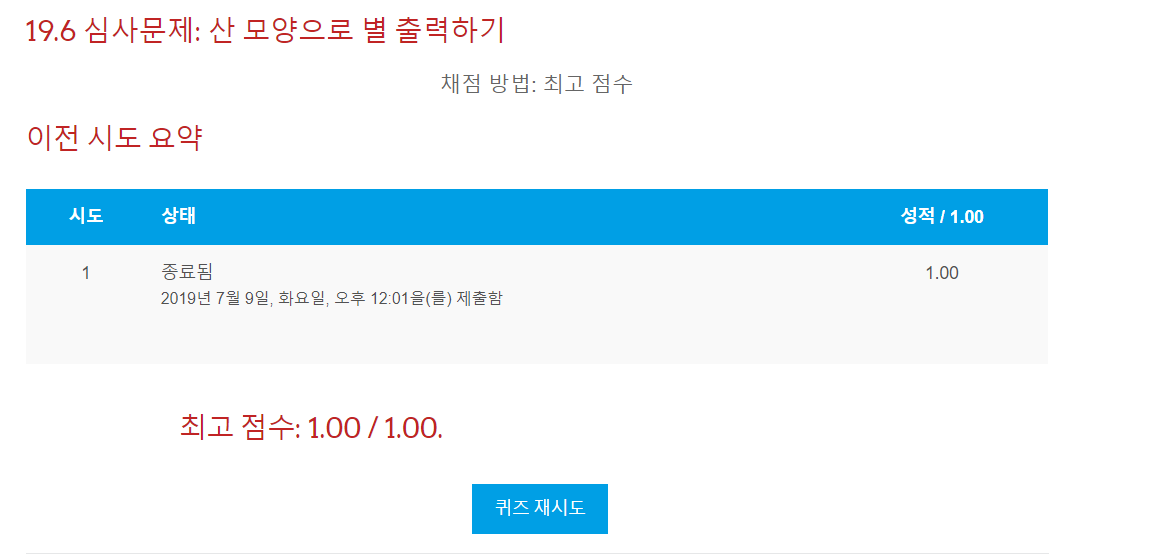 19.6 심사문제: 산 모양으로 별 출력하기
채점 방법: 최고 점수
이전 시도 요약
시도 상태 성적 / 1.00
1 종료됨 1.00
2019년 7월 9일, 화요일, 오후 12:01을(를) 제출함
최고 점수: 1.00 / 1.00.
퀴즈 재시도